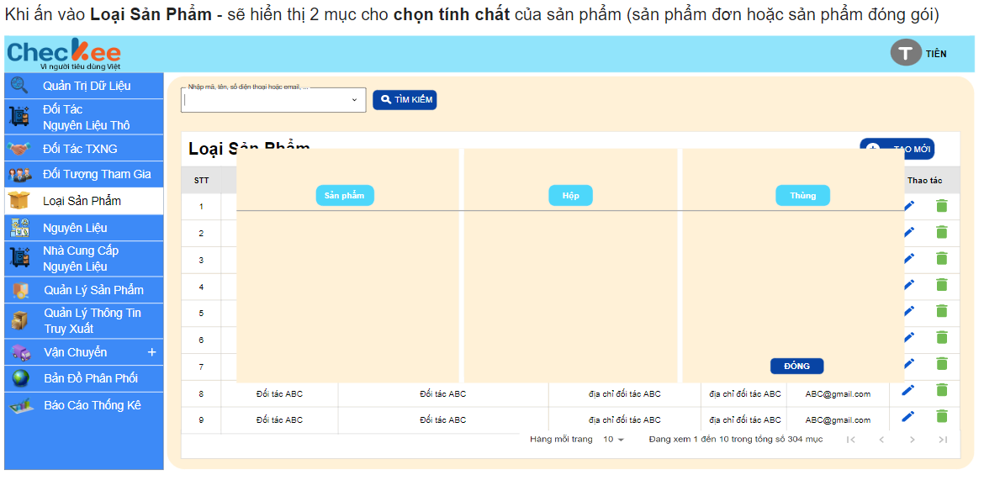 Khi ấn vào Loại Sản Phẩm - sẽ hiển thị 2 mục cho chọn tính chất của sản phẩm (sản phẩm đơn hoặc sản phẩm đóng gói)
Checkee
Vì người tiêu dùng Việt
T TIÊN
Quản Trị Dữ Liệu
Đối Tác
Nguyên Liệu Thô
Đối Tác TXNG
Đối Tượng Tham Gia
Loại Sản Phẩm
Nguyên Liệu
Nhà Cung Cấp
Nguyên Liệu
Quản Lý Sản Phẩm
Quản Lý Thông Tin
Truy Xuất
Vận Chuyển +
Bản Đồ Phân Phối
Báo Cáo Thống Kê
Nhập mã, tên, số điện thoại hoặc email, ...
TÌM KIẾM
Loại Sản Phẩm
TẠO MỚI
STT Thao tác
Sản phẩm Hộp Thùng
1
2
3
4
5
6
7
ĐÓNG
8 Đối tác ABC Đối tác ABC địa chỉ đối tác ABC địa chỉ đối tác ABC ABC@gmail.com
9 Đối tác ABC Đối tác ABC địa chỉ đối tác ABC địa chỉ đối tác ABC ABC@gmail.com
Hàng mỗi trang 10 Đang xem 1 đến 10 trong tổng số 304 mục